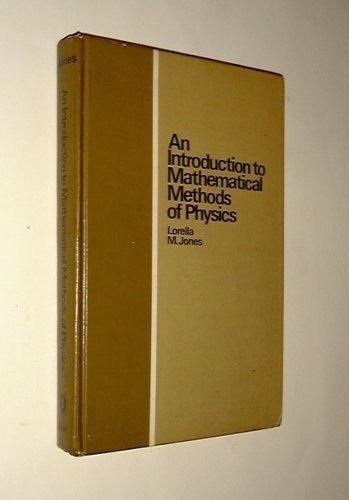 Jones
An Introduction to Mathematical Methods of Physics
An
Introduction to
Mathematical
Methods
of Physics
Lorella
M.Jones